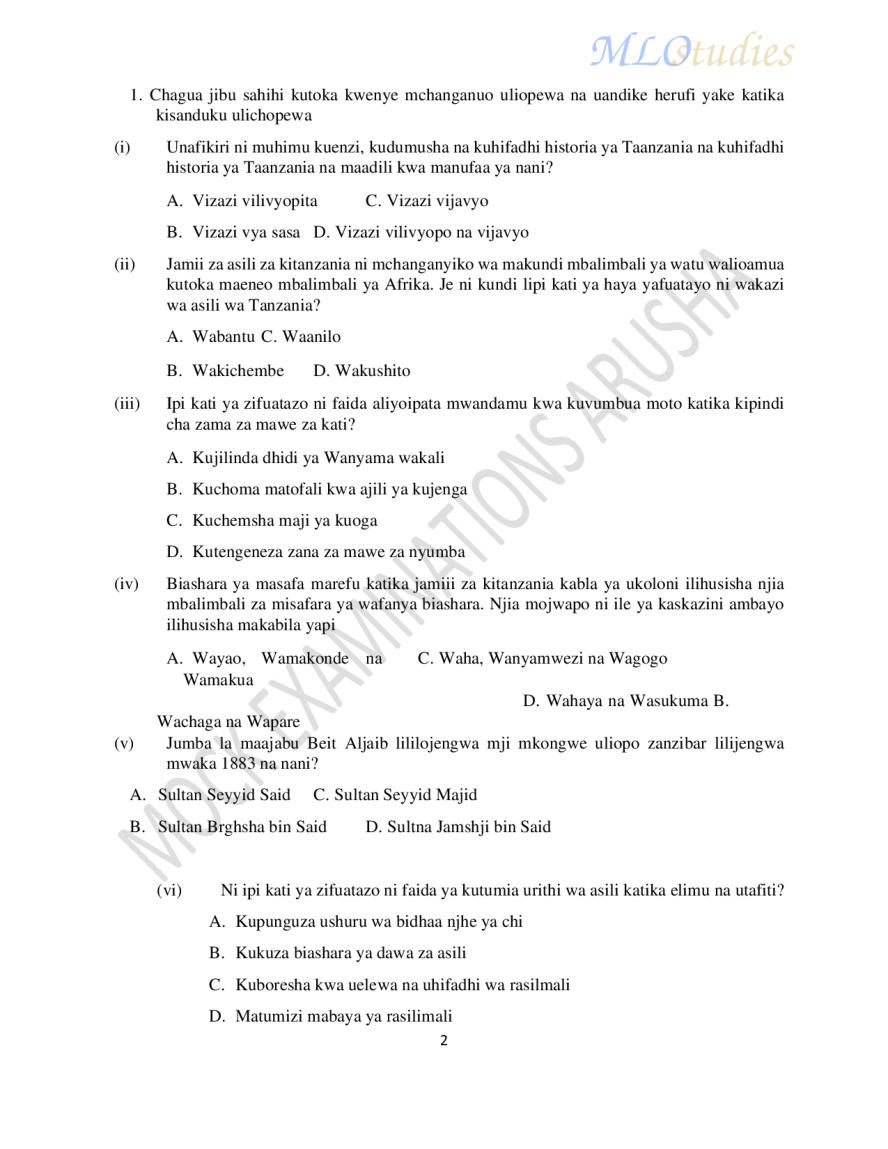 MLOstudies
1. Chagua jibu sahihi kutoka kwenye mchanganuo uliopewa na uandike herufi yake katika
kisanduku ulichopewa
(i) Unafikiri ni muhimu kuenzi, kudumusha na kuhifadhi historia ya Taanzania na kuhifadhi
historia ya Taanzania na maadili kwa manufaa ya nani?
A. Vizazi vilivyopita C. Vizazi vijavyo
B. Vizazi vya sasa D. Vizazi vilivyopo na vijavyo
(ii) Jamii za asili za kitanzania ni mchanganyiko wa makundi mbalimbali ya watu walioamua
kutoka maeneo mbalimbali ya Afrika. Je ni kundi lipi kati ya haya yafuatayo ni wakazi
wa asili wa Tanzania?
A. Wabantu C. Waanilo
B. Wakichembe D. Wakushito
(iii) Ipi kati ya zifuatazo ni faida aliyoipata mwandamu kwa kuvumbua moto katika kipindi
cha zama za mawe za kati?
A. Kujilinda dhidi ya Wanyama wakali
B. Kuchoma matofali kwa ajili ya kujenga
C. Kuchemsha maji ya kuoga
D. Kutengeneza zana za mawe za nyumba
(iv) Biashara ya masafa marefu katika jamiii za kitanzania kabla ya ukoloni ilihusisha njia
mbalimbali za misafara ya wafanya biashara. Njia mojwapo ni ile ya kaskazini ambayo
ilihusisha makabila yapi
A. Wayao, Wamakonde na C. Waha, Wanyamwezi na Wagogo
Wamakua
D. Wahaya na Wasukuma B.
Wachaga na Wapare
(v) Jumba la maajabu Beit Aljaib lililojengwa mji mkongwe uliopo zanzibar lilijengwa
mwaka 1883 na nani?
A. Sultan Seyyid Said C. Sultan Seyyid Majid
B. Sultan Brghsha bin Said D. Sultna Jamshji bin Said
(vi) Ni ipi kati ya zifuatazo ni faida ya kutumia urithi wa asili katika elimu na utafiti?
A. Kupunguza ushuru wa bidhaa njhe ya chi
B. Kukuza biashara ya dawa za asili
C. Kuboresha kwa uelewa na uhifadhi wa rasilmali
D. Matumizi mabaya ya rasilimali
2
MOCK EXAMINATIONS ARUSHA